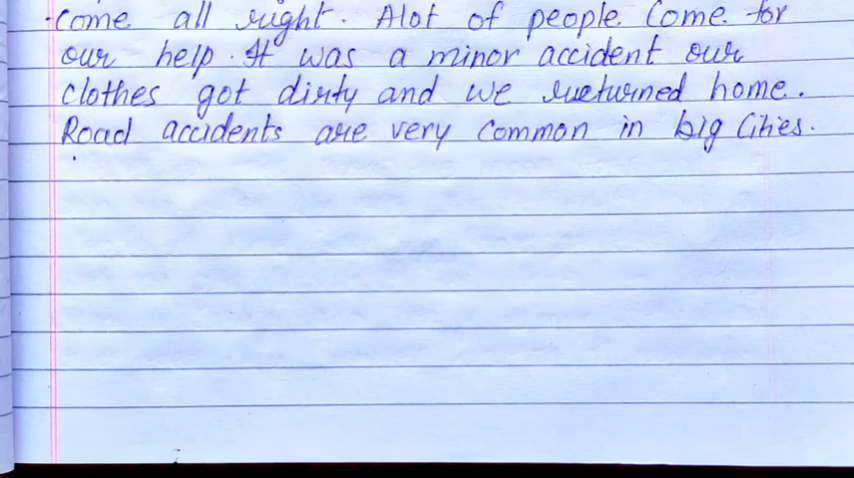 come all right. Alot of people come for
our help. It was a minor accident our
clothes got dirty and we returned home.
Road accidents are very common in big cities.